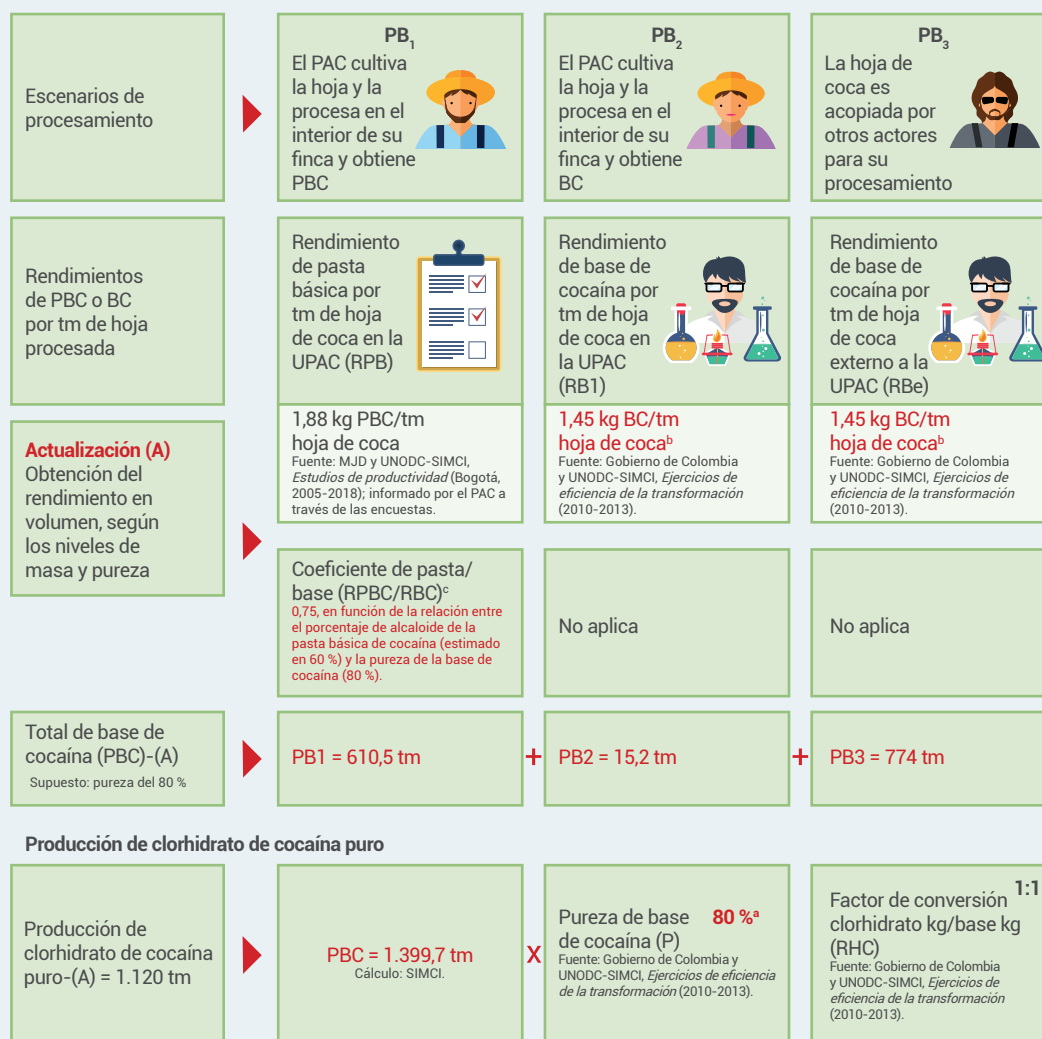 Escenarios de
procesamiento
PB1
El PAC cultiva
la hoja y la
procesa en el
interior de su
finca y obtiene
PBC
PB2
El PAC cultiva
la hoja y la
procesa en el
interior de su
finca y obtiene
BC
PB3
La hoja de
coca es
acopiada por
otros actores
para su
procesamiento
Rendimientos
de PBC o BC
por tm de hoja
procesada
Rendimiento
de pasta
básica por
tm de hoja
de coca en la
UPAC (RPB)
Rendimiento
de base de
cocaína por
tm de hoja
de coca en
la UPAC
(RB1)
Rendimiento
de base de
cocaína por
tm de hoja
de coca
externo a la
UPAC (RBe)
Actualización (A)
Obtención del
rendimiento en
volumen, según
los niveles de
masa y pureza
1,88 kg PBC/tm
hoja de coca
Fuente: MJD y UNODC-SIMCI,
Estudios de productividad (Bogotá,
2005-2018); informado por el PAC a
través de las encuestas.
1,45 kg BC/tm
hoja de cocab
Fuente: Gobierno de Colombia
y UNODC-SIMCI, Ejercicios de
eficiencia de la transformación
(2010-2013).
1,45 kg BC/tm
hoja de cocab
Fuente: Gobierno de Colombia
y UNODC-SIMCI, Ejercicios de
eficiencia de la transformación
(2010-2013).
Coeficiente de pasta/
base (RPBC/RBC)c
0,75, en función de la relación entre
el porcentaje de alcaloide de la
pasta básica de cocaína (estimado
en 60 %) y la pureza de la base de
cocaína (80 %).
No aplica
No aplica
Total de base de
cocaína (PBC)-(A)
Supuesto: pureza del 80 %
PB1 = 610,5 tm
+
PB2 = 15,2 tm
+
PB3 = 774 tm
Producción de clorhidrato de cocaína puro
Producción de
clorhidrato de cocaína
puro-(A) = 1.120 tm
PBC = 1.399,7 tm
Cálculo: SIMCI.
X
Pureza de base 80 %a
de cocaína (P)
Fuente: Gobierno de Colombia y
UNODC-SIMCI, Ejercicios de eficiencia
de la transformación (2010-2013).
Factor de conversión 1:1
clorhidrato kg/base kg
(RHC)
Fuente: Gobierno de Colombia
y UNODC-SIMCI, Ejercicios de
eficiencia de la transformación
(2010-2013).